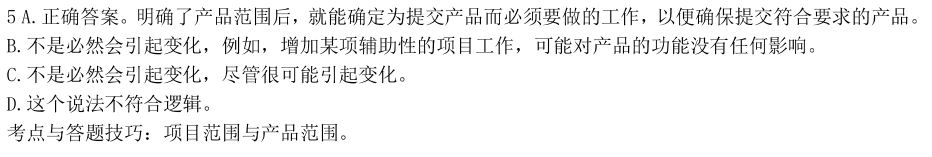 5 A.正确答案。明确了产品范围后，就能确定为提交产品而必须要做的工作，以便确保提交符合要求的产品。
B.不是必然会引起变化，例如，增加某项辅助性的项目工作，可能对产品的功能没有任何影响。
C.不是必然会引起变化，尽管很可能引起变化。
D.这个说法不符合逻辑。
考点与答题技巧：项目范围与产品范围。